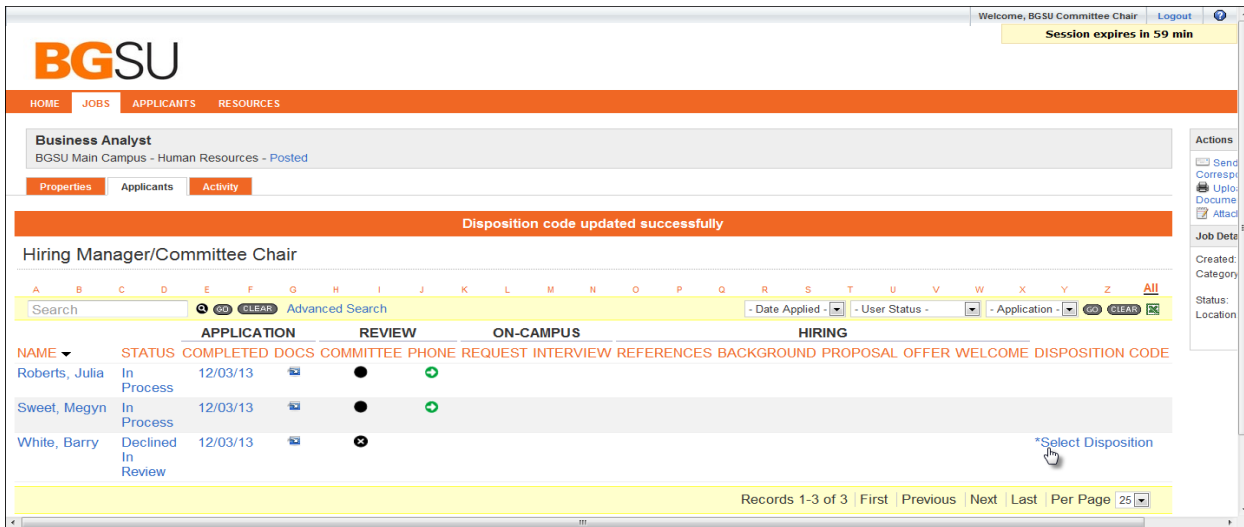 Welcome, BGSU Committee Chair Logout ?
Session expires in 59 min
BGSU
HOME JOBS APPLICANTS RESOURCES
Business Analyst
BGSU Main Campus - Human Resources - Posted
Properties Applicants Activity
Disposition code updated successfully
Hiring Manager/Committee Chair
A B C D E F G H I J K L M N O P Q R S T U V W X Y Z All
Search GO CLEAR Advanced Search - Date Applied - - User Status - - Application - GO CLEAR
APPLICATION REVIEW ON-CAMPUS HIRING
NAME STATUS COMPLETED DOCS COMMITTEE PHONE REQUEST INTERVIEW REFERENCES BACKGROUND PROPOSAL OFFER WELCOME DISPOSITION CODE
Roberts, Julia In Process 12/03/13
Sweet, Megyn In Process 12/03/13
White, Barry Declined In Review 12/03/13 *Select Disposition
Records 1-3 of 3 First Previous Next Last Per Page 25
Actions
Send
Corresp
Uplo
Docume
Attac
Job Deta
Created:
Category
Status:
Location